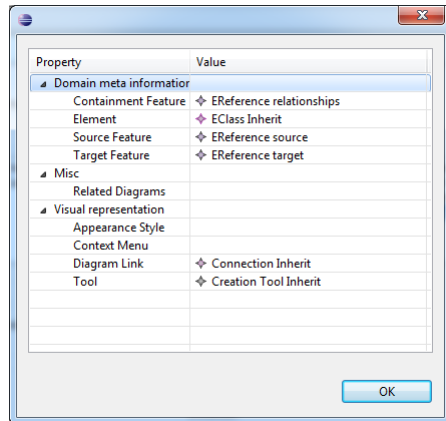 Property Value
Domain meta information
Containment Feature EReference relationships
Element EClass Inherit
Source Feature EReference source
Target Feature EReference target
Misc
Related Diagrams
Visual representation
Appearance Style
Context Menu
Diagram Link Connection Inherit
Tool Creation Tool Inherit
OK